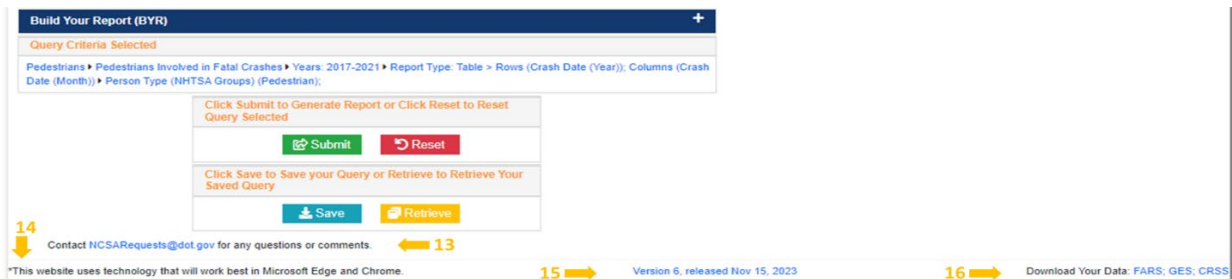 Build Your Report (BYR) +
Query Criteria Selected
Pedestrians ▸ Pedestrians Involved in Fatal Crashes ▸ Years: 2017-2021 ▸ Report Type: Table > Rows (Crash Date (Year)); Columns (Crash
Date (Month)) ▸ Person Type (NHTSA Groups) (Pedestrian);
Click Submit to Generate Report or Click Reset to Reset
Query Selected
Submit Reset
Click Save to Save your Query or Retrieve to Retrieve Your
Saved Query
Save Retrieve
14
Contact NCSARequests@dot.gov for any questions or comments. 13
*This website uses technology that will work best in Microsoft Edge and Chrome. 15 Version 6, released Nov 15, 2023 16 Download Your Data: FARS; GES; CRSS